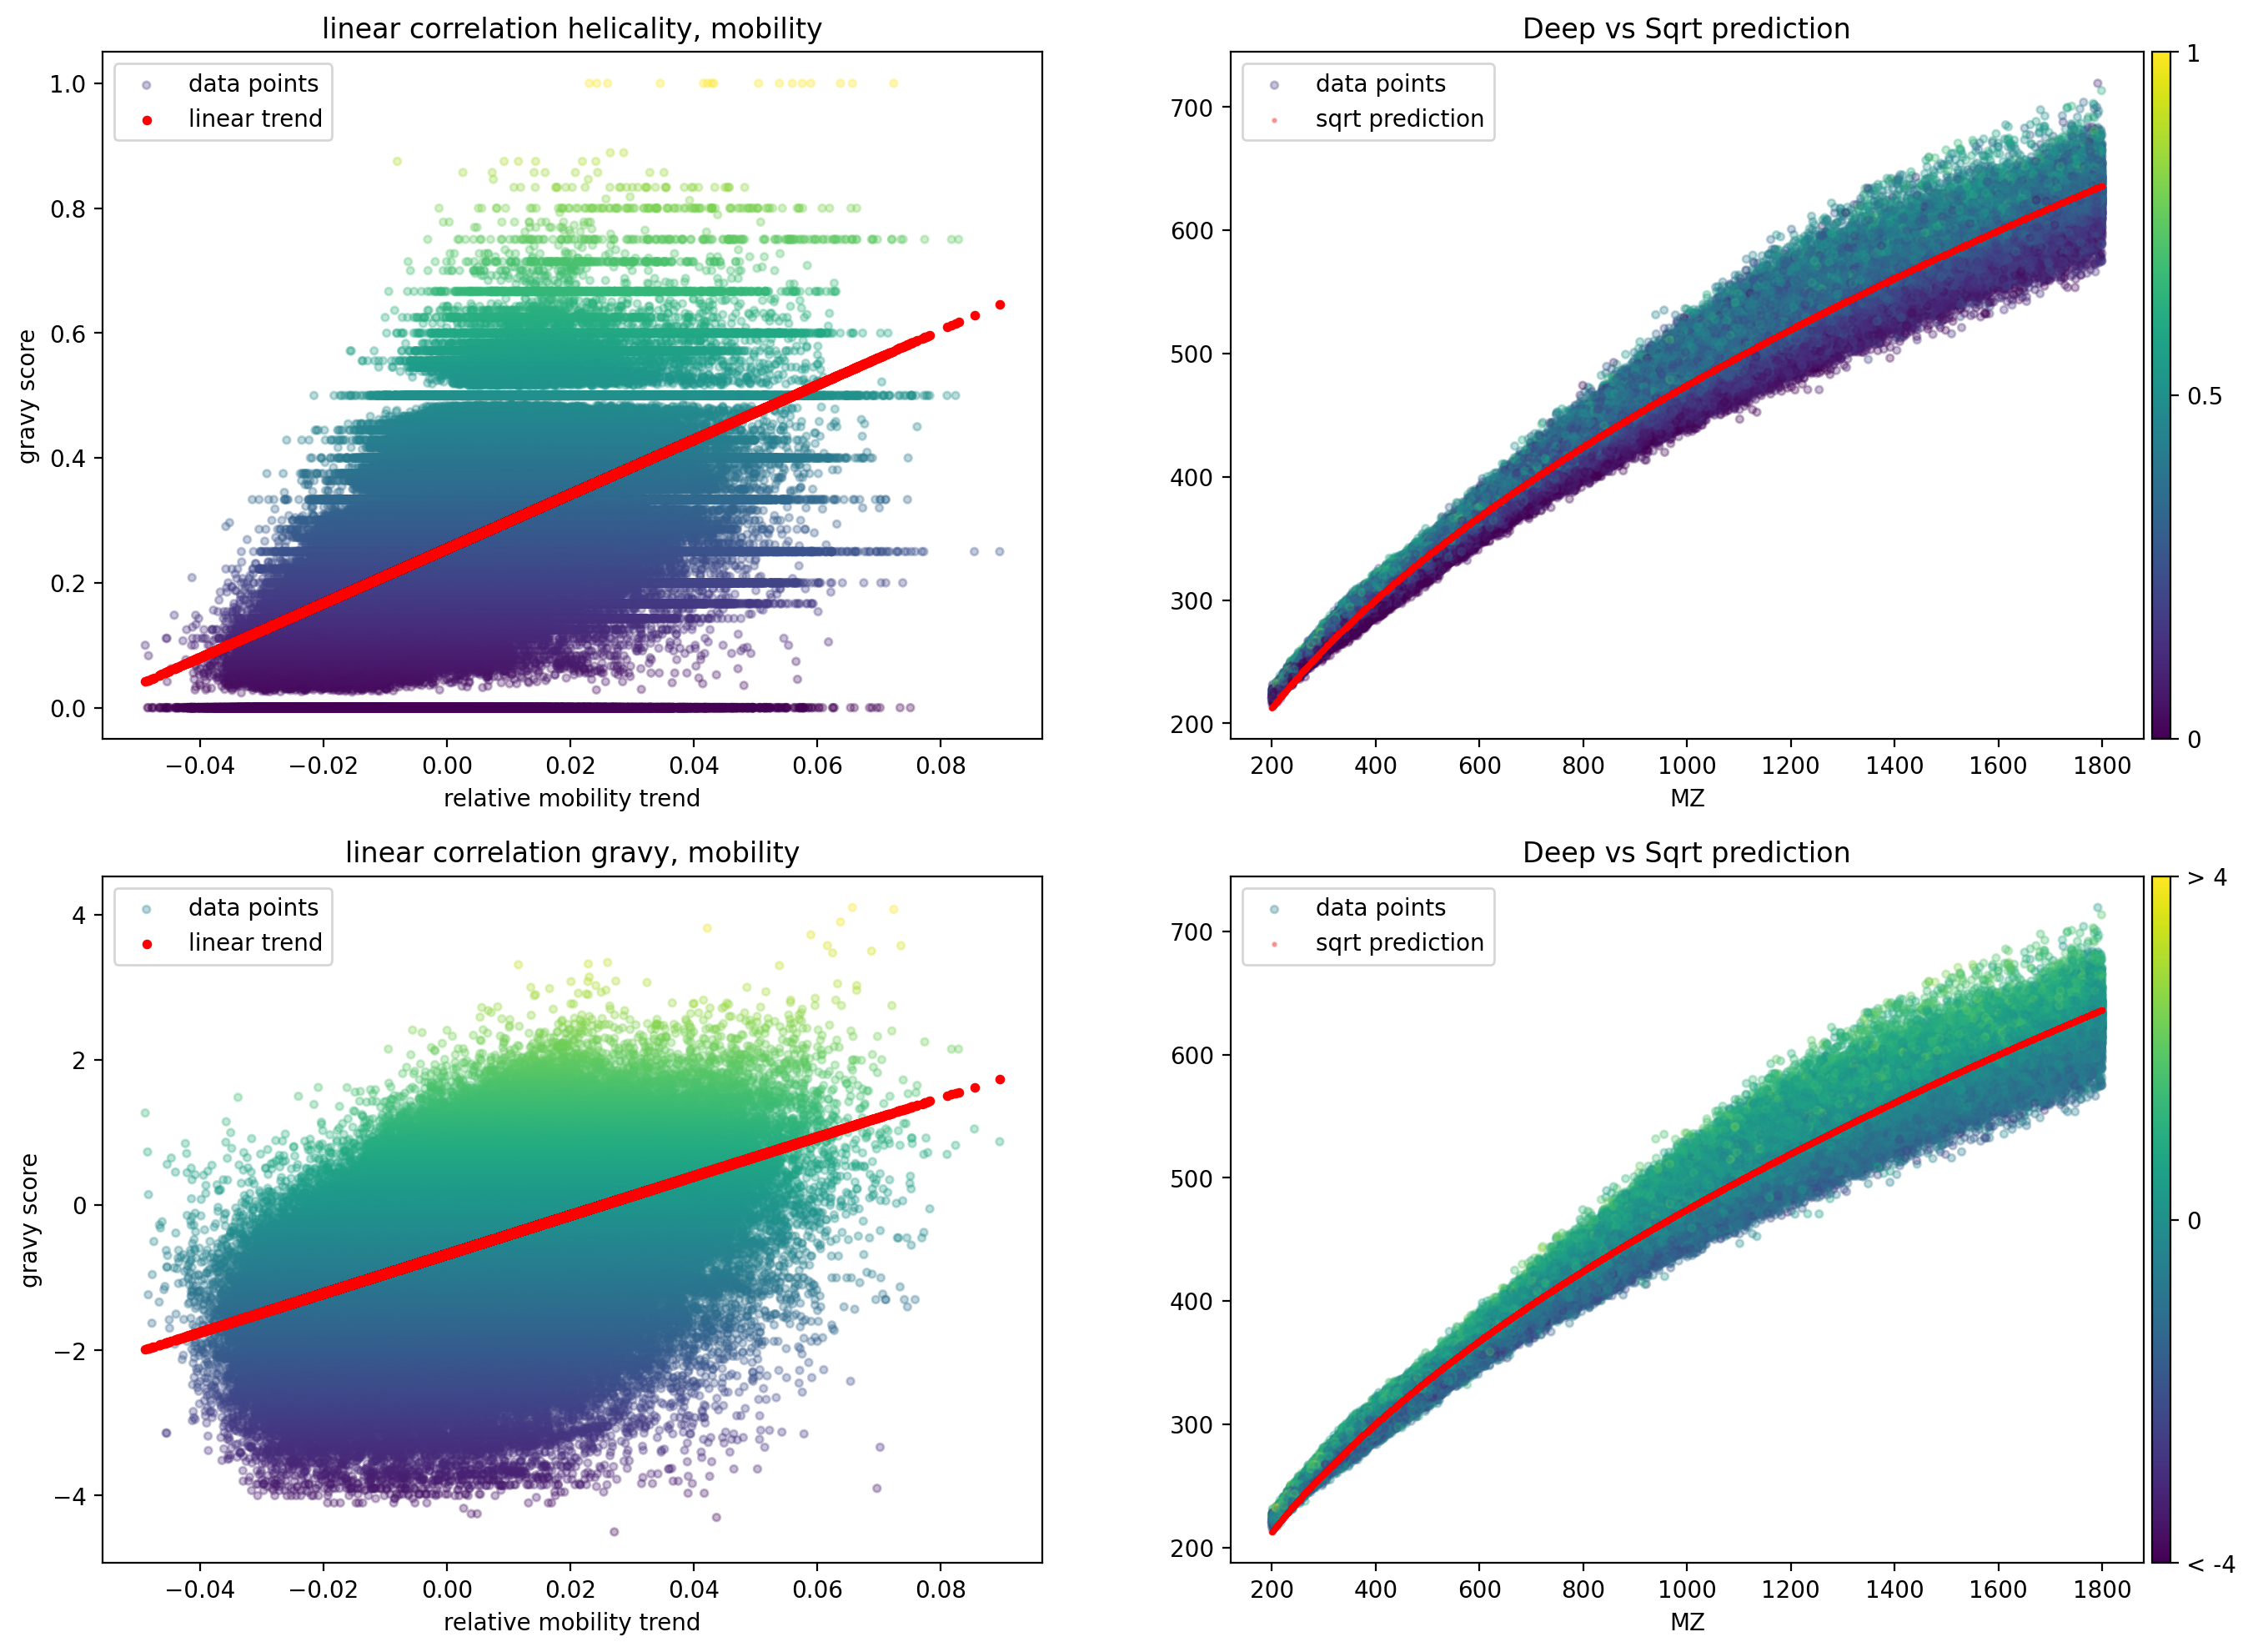 linear correlation helicality, mobility
data points
linear trend
1.0
0.8
0.6
0.4
0.2
0.0
gravy score
−0.04 −0.02 0.00 0.02 0.04 0.06 0.08
relative mobility trend
Deep vs Sqrt prediction
data points
sqrt prediction
700
600
500
400
300
200
200 400 600 800 1000 1200 1400 1600 1800
MZ
1
0.5
0
linear correlation gravy, mobility
data points
linear trend
4
2
0
−2
−4
gravy score
−0.04 −0.02 0.00 0.02 0.04 0.06 0.08
relative mobility trend
Deep vs Sqrt prediction
data points
sqrt prediction
700
600
500
400
300
200
200 400 600 800 1000 1200 1400 1600 1800
MZ
> 4
0
< -4